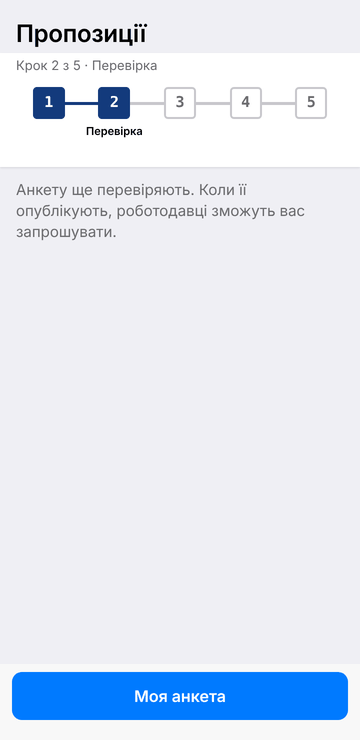 Пропозиції
Крок 2 з 5 · Перевірка
1 2 3 4 5
Перевірка
Анкету ще перевіряють. Коли її
опублікують, роботодавці зможуть вас
запрошувати.
Моя анкета